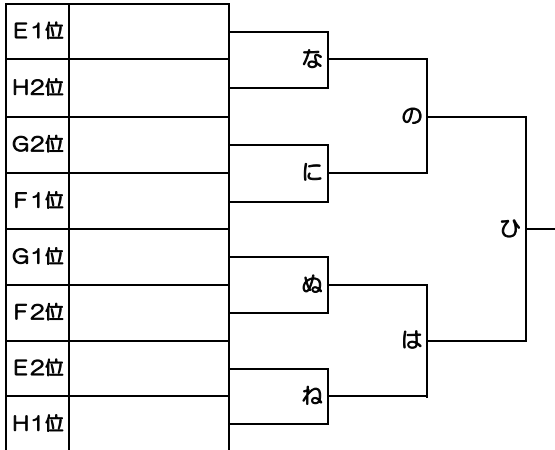 E1位
な
H2位
の
G2位
に
F1位
ひ
G1位
ぬ
F2位
は
E2位
ね
H1位